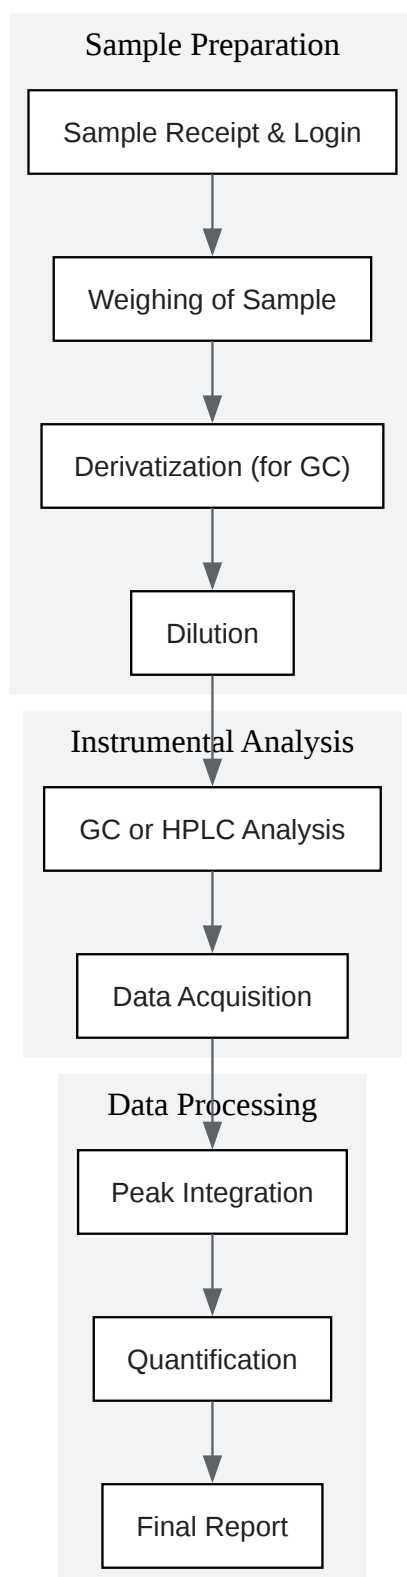 Sample Preparation
Sample Receipt & Login
Weighing of Sample
Derivatization (for GC)
Dilution
Instrumental Analysis
GC or HPLC Analysis
Data Acquisition
Data Processing
Peak Integration
Quantification
Final Report